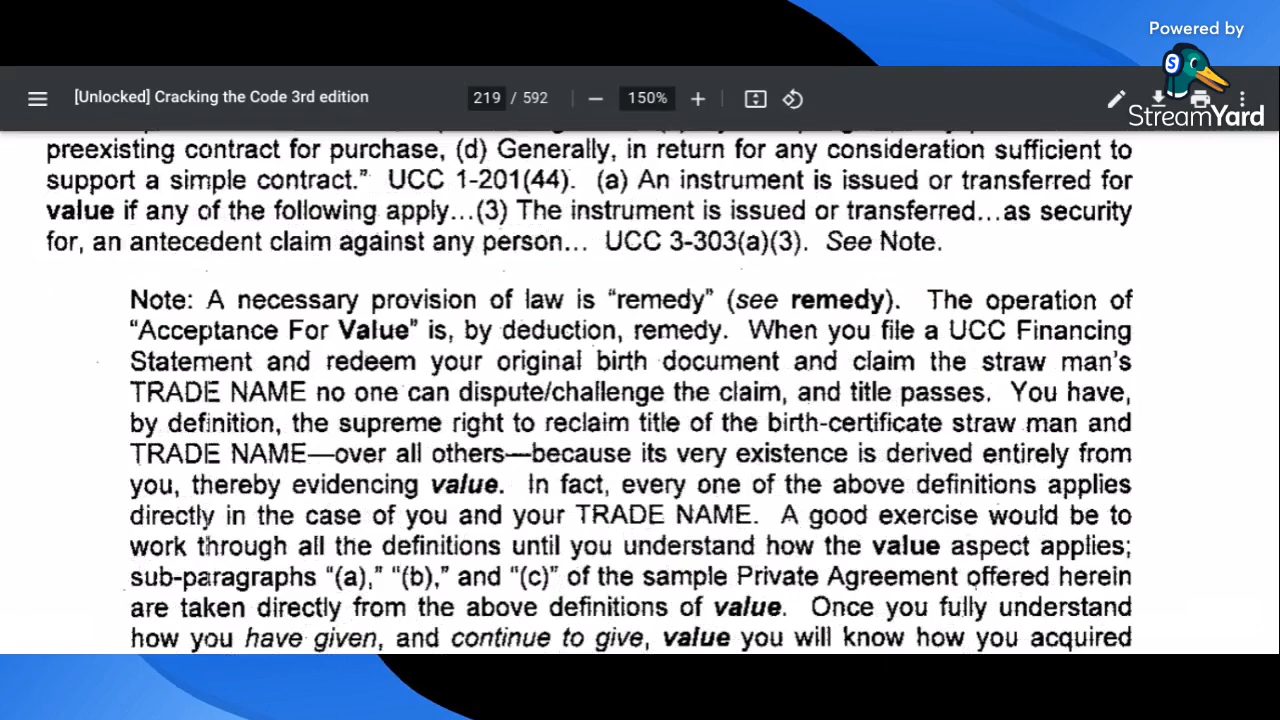 Powered by
StreamYard
[Unlocked] Cracking the Code 3rd edition
219 / 592
150%
preexisting contract for purchase, (d) Generally, in return for any consideration sufficient to
support a simple contract.” UCC 1-201(44). (a) An instrument is issued or transferred for
value if any of the following apply…(3) The instrument is issued or transferred…as security
for, an antecedent claim against any person… UCC 3-303(a)(3). See Note.
Note: A necessary provision of law is “remedy” (see remedy). The operation of
“Acceptance For Value” is, by deduction, remedy. When you file a UCC Financing
Statement and redeem your original birth document and claim the straw man’s
TRADE NAME no one can dispute/challenge the claim, and title passes. You have,
by definition, the supreme right to reclaim title of the birth-certificate straw man and
TRADE NAME—over all others—because its very existence is derived entirely from
you, thereby evidencing value. In fact, every one of the above definitions applies
directly in the case of you and your TRADE NAME. A good exercise would be to
work through all the definitions until you understand how the value aspect applies;
sub-paragraphs “(a),” “(b),” and “(c)” of the sample Private Agreement offered herein
are taken directly from the above definitions of value. Once you fully understand
how you have given, and continue to give, value you will know how you acquired